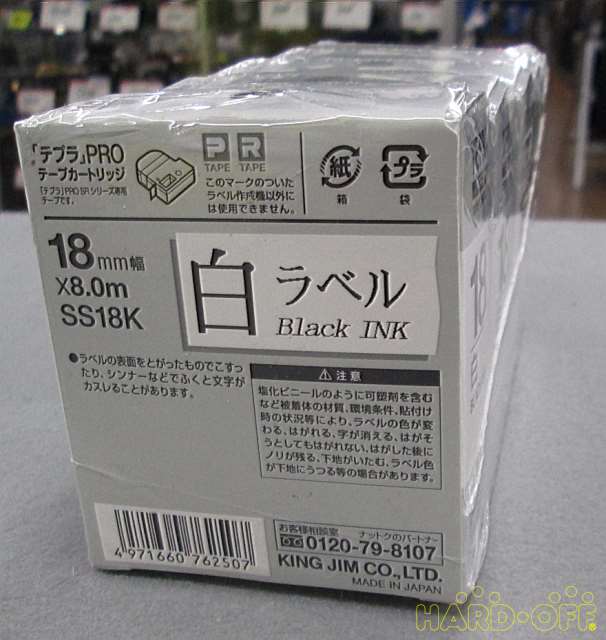 「テプラ」PRO
テープカートリッジ
「テプラ」PRO SRシリーズ専用
テープです。
P R
TAPE TAPE
このマークのついた
ラベル作成機以外に
は使用できません。
紙
箱
プラ
袋
18mm幅
X8.0m
SS18K
白 ラベル
Black INK
●ラベルの表面をとがったものでこすっ
たり、シンナーなどでふくと文字が
カスレることがあります。
⚠注意
塩化ビニールのように可塑剤を含む
など被着体の材質、環境条件、貼付け
時の状況等により、ラベルの色が変
わる、はがれる、字が消える、はがそ
うとしてもはがれない、はがした後に
ノリが残る、下地がいたむ、ラベル色
が下地にうつる等の場合があります。
4 971660 762507
お客様相談室 ナットクのパートナー
0120-79-8107
KING JIM CO.,LTD.
MADE IN JAPAN
18
白
HARD・OFF